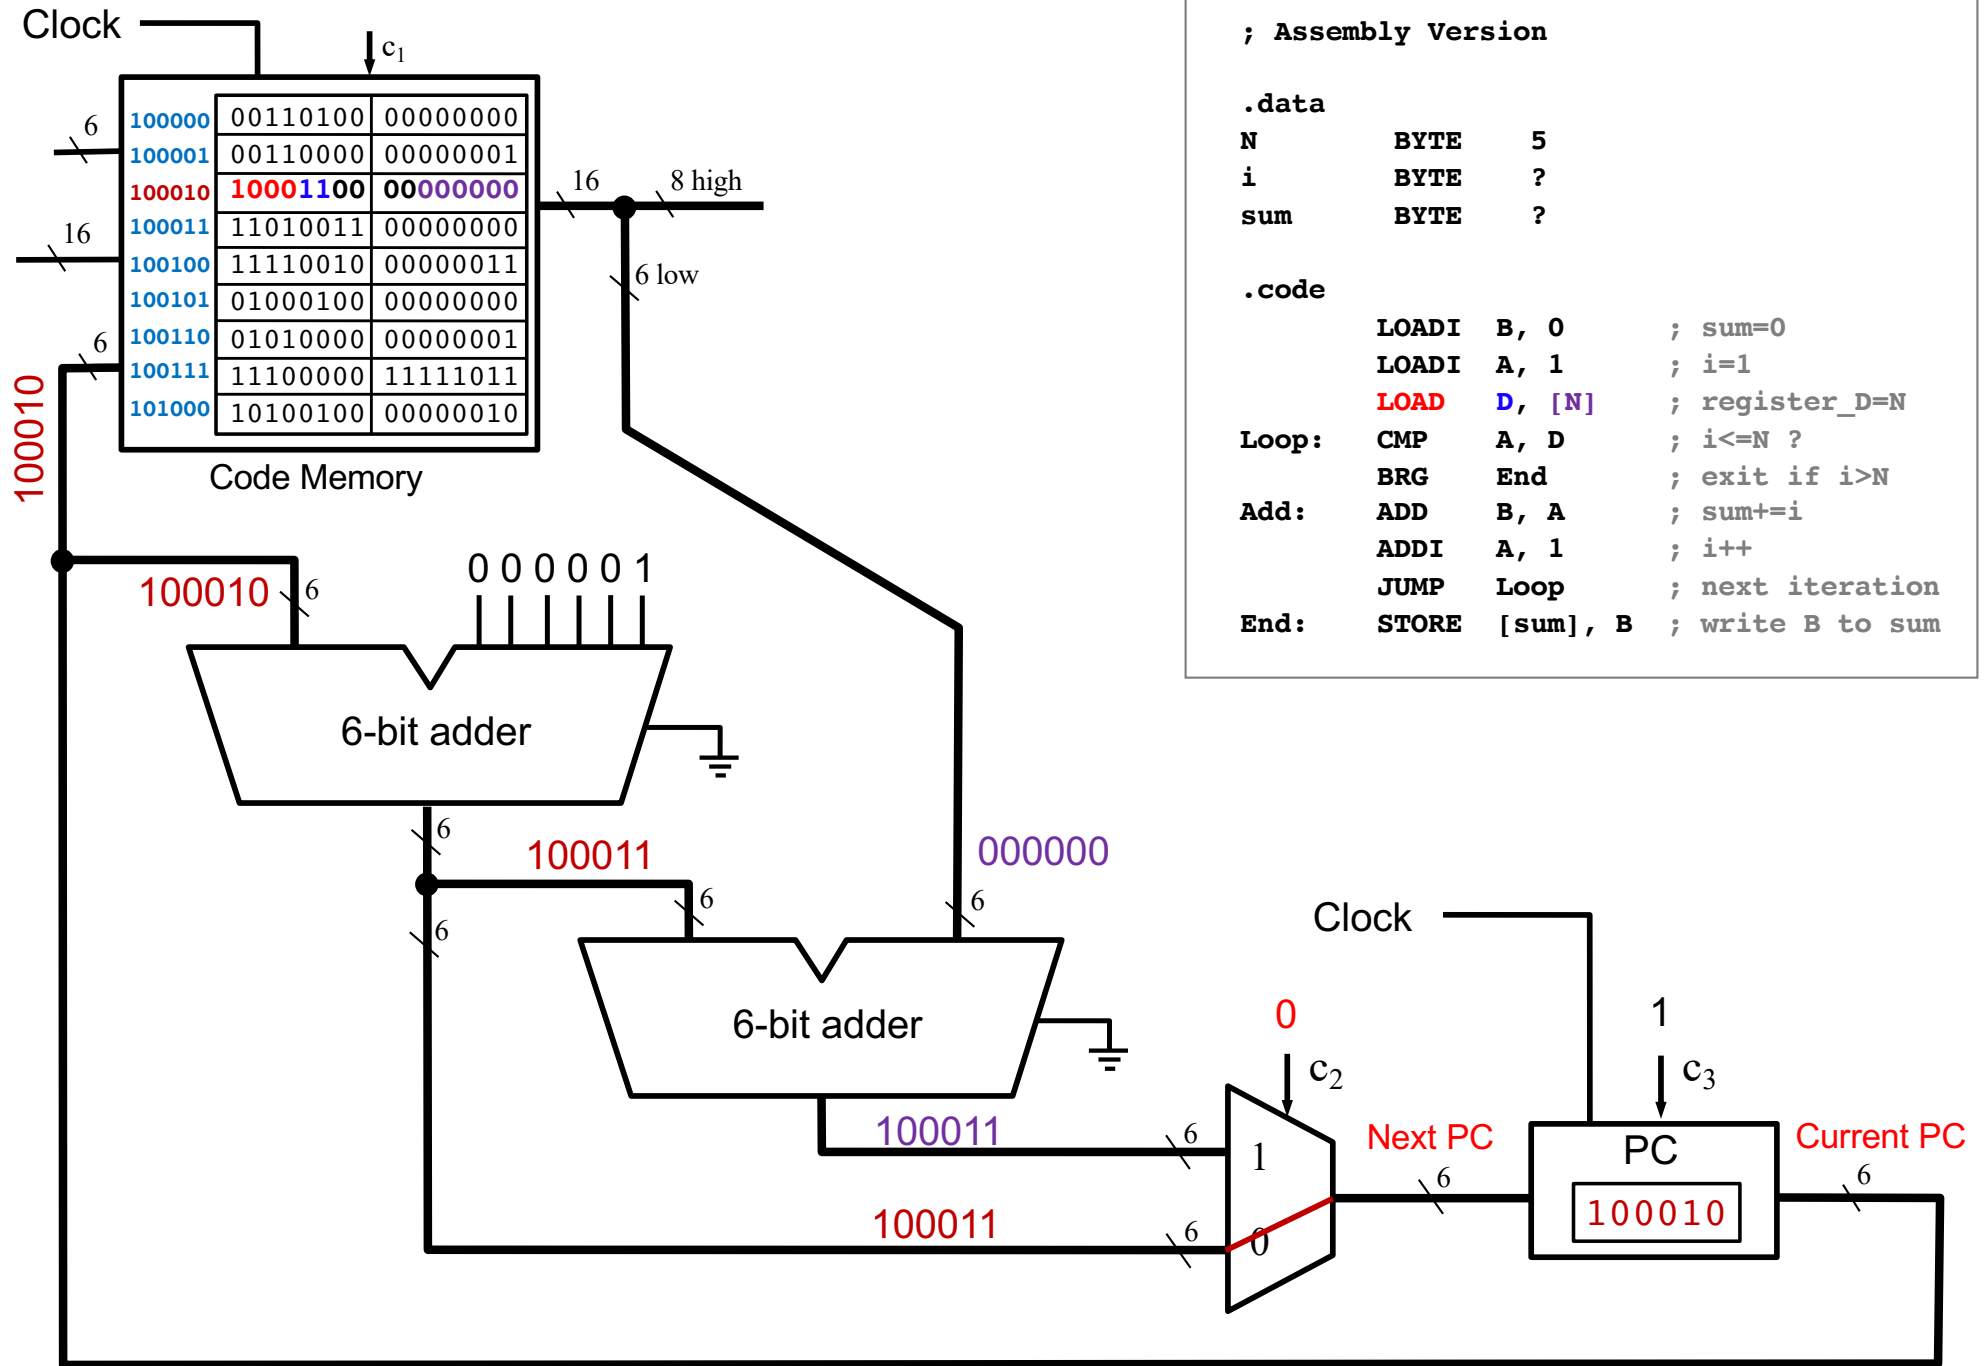 Clock
c1
6
16
6
100000 00110100 00000000
100001 00110000 00000001
100010 10001100 00000000
100011 11010011 00000000
100100 11110010 00000011
100101 01000100 00000000
100110 01010000 00000001
100111 11100000 11111011
101000 10100100 00000010
Code Memory
16
8 high
6 low
100010
; Assembly Version
.data
N BYTE 5
i BYTE ?
sum BYTE ?
.code
LOADI B, 0 ; sum=0
LOADI A, 1 ; i=1
LOAD D, [N] ; register_D=N
Loop: CMP A, D ; i<=N ?
BRG End ; exit if i>N
Add: ADD B, A ; sum+=i
ADDI A, 1 ; i++
JUMP Loop ; next iteration
End: STORE [sum], B ; write B to sum
100010
6
0 0 0 0 0 1
6-bit adder
6
100011
6
6
000000
6
6-bit adder
100011
6
100011
6
0
c2
1
0
Next PC
6
Clock
1
c3
PC
100010
Current PC
6